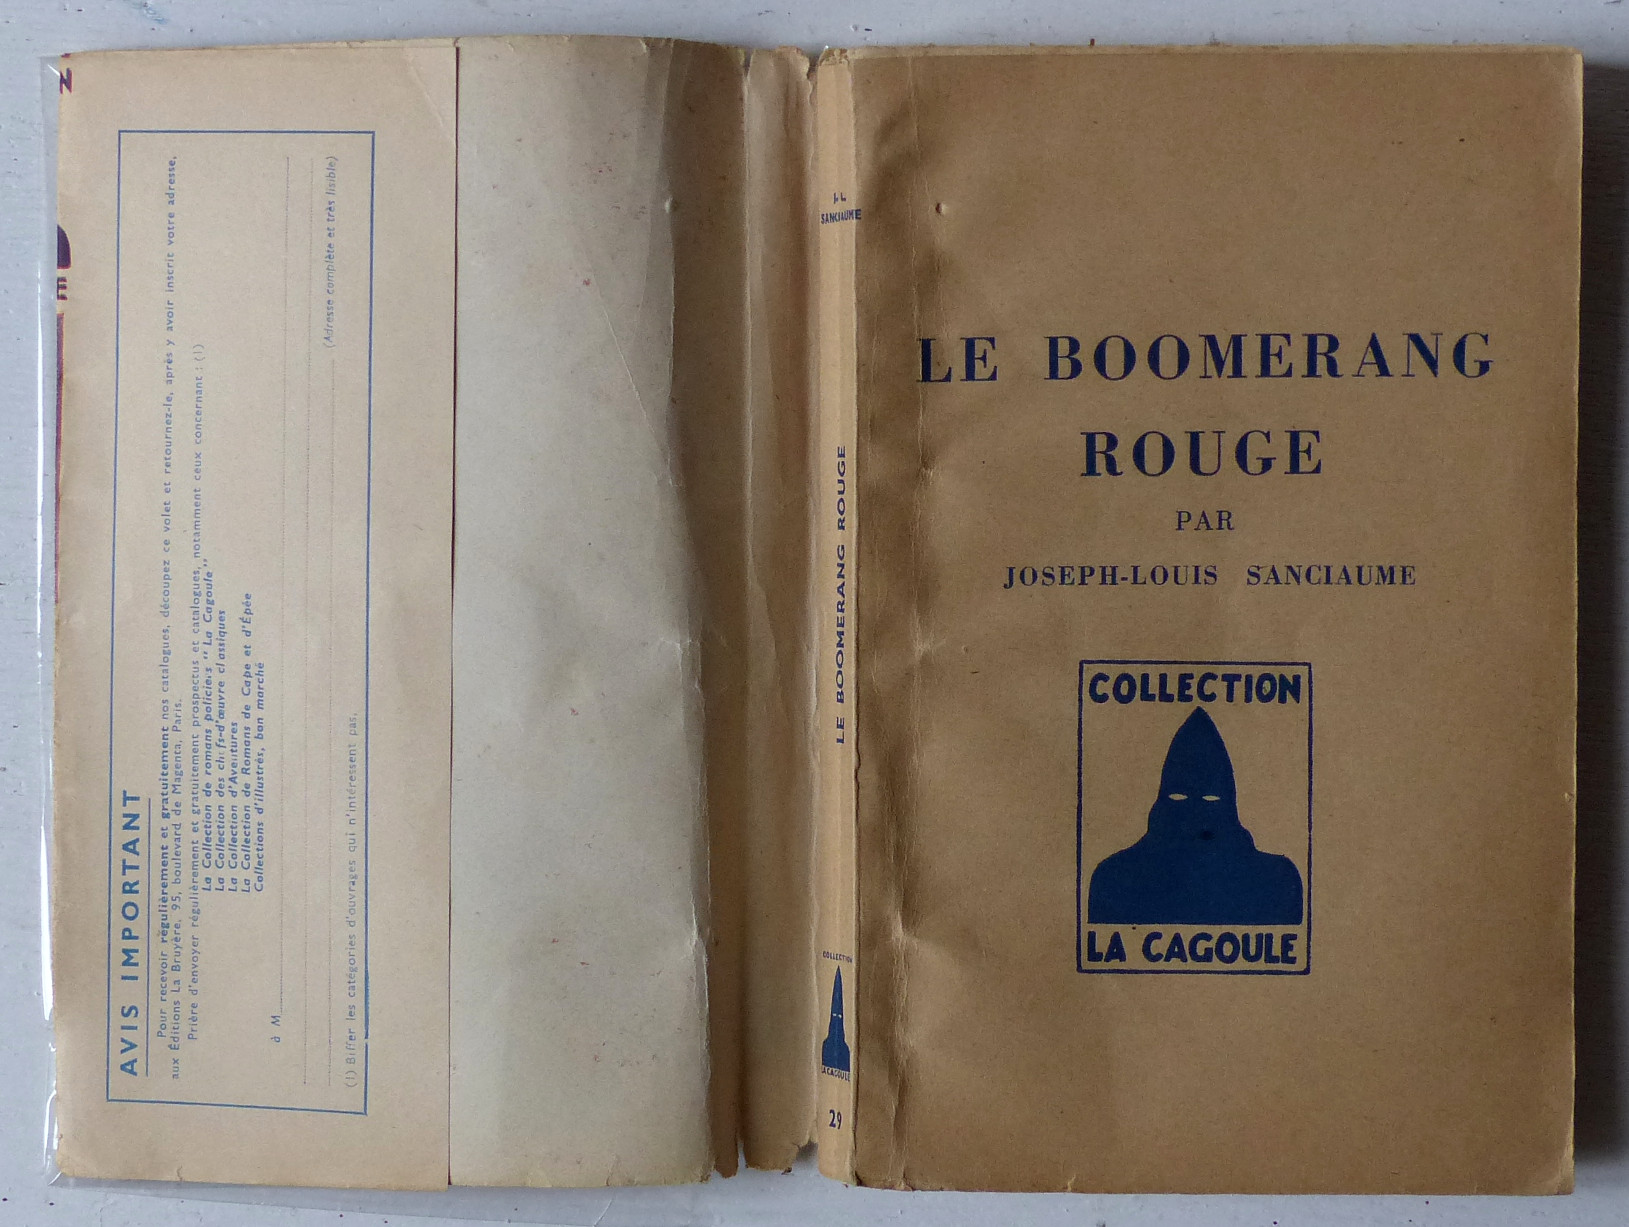 AVIS IMPORTANT
Pour recevoir régulièrement et gratuitement nos catalogues, découpez ce volet et retournez-le, après y avoir inscrit votre adresse,
aux Éditions La Bruyère, 95, boulevard de Magenta, Paris.
Prière d'envoyer régulièrement et gratuitement prospectus et catalogues, notamment ceux concernant : (1)
La Collection de romans policiers " La Cagoule "
La Collection des chefs-d'œuvre classiques
La Collection d'Aventures
La Collection de Romans de Cape et d'Épée
Collections d'illustrés, bon marché
à M
(Adresse complète et très lisible)
(1) Biffer les catégories d'ouvrages qui n'intéressent pas.
J.-L.
SANCIAUME
LE BOOMERANG ROUGE
COLLECTION
LA CAGOULE
29
LE BOOMERANG
ROUGE
PAR
JOSEPH-LOUIS SANCIAUME
COLLECTION
LA CAGOULE